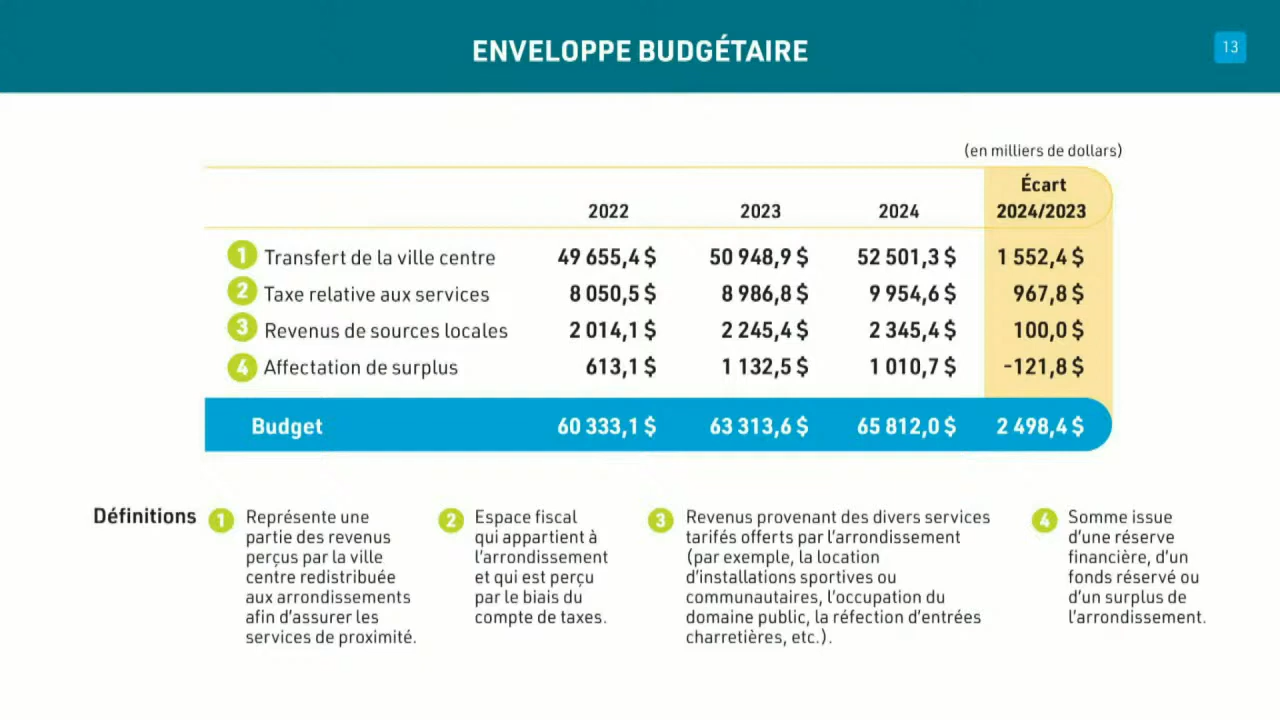 ENVELOPPE BUDGÉTAIRE
13
(en milliers de dollars)
Écart
2022 2023 2024 2024/2023
1 Transfert de la ville centre 49 655,4 $ 50 948,9 $ 52 501,3 $ 1 552,4 $
2 Taxe relative aux services 8 050,5 $ 8 986,8 $ 9 954,6 $ 967,8 $
3 Revenus de sources locales 2 014,1 $ 2 245,4 $ 2 345,4 $ 100,0 $
4 Affectation de surplus 613,1 $ 1 132,5 $ 1 010,7 $ -121,8 $
Budget 60 333,1 $ 63 313,6 $ 65 812,0 $ 2 498,4 $
Définitions
1 Représente une
partie des revenus
perçus par la ville
centre redistribuée
aux arrondissements
afin d'assurer les
services de proximité.
2 Espace fiscal
qui appartient à
l'arrondissement
et qui est perçu
par le biais du
compte de taxes.
3 Revenus provenant des divers services
tarifés offerts par l'arrondissement
(par exemple, la location
d'installations sportives ou
communautaires, l'occupation du
domaine public, la réfection d'entrées
charretières, etc.).
4 Somme issue
d'une réserve
financière, d'un
fonds réservé ou
d'un surplus de
l'arrondissement.